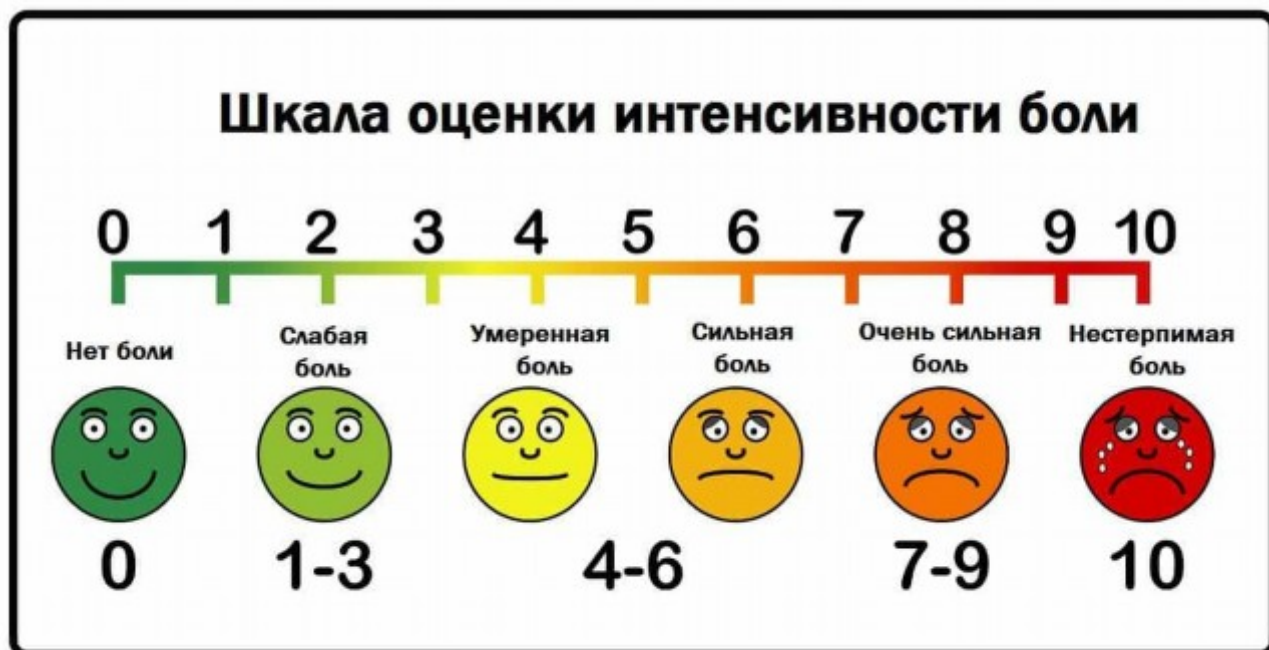 Шкала оценки интенсивности боли
0 1 2 3 4 5 6 7 8 9 10
Нет боли
Слабая
боль
Умеренная
боль
Сильная
боль
Очень сильная
боль
Нестерпимая
боль
0 1-3 4-6 7-9 10